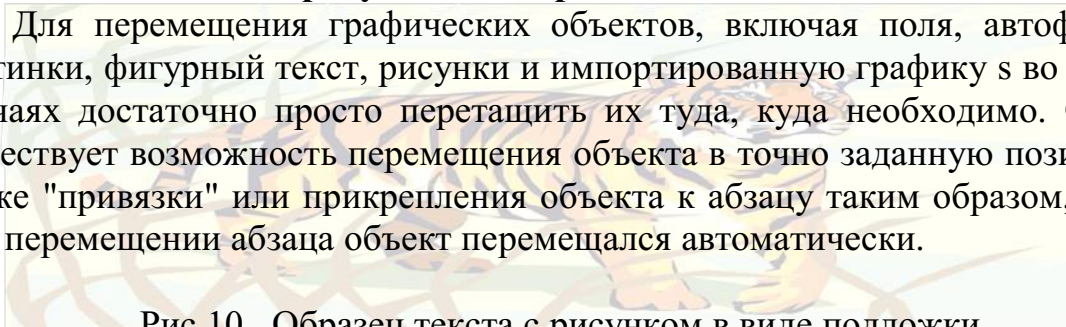 Для перемещения графических объектов, включая поля, автоф
тинки, фигурный текст, рисунки и импортированную графику s во
чаях достаточно просто перетащить их туда, куда необходимо.
ествует возможность перемещения объекта в точно заданную пози
же "привязки" или прикрепления объекта к абзацу таким образом,
перемещении абзаца объект перемещался автоматически.
Рис.10. Образец текста с рисунком в виде подложки